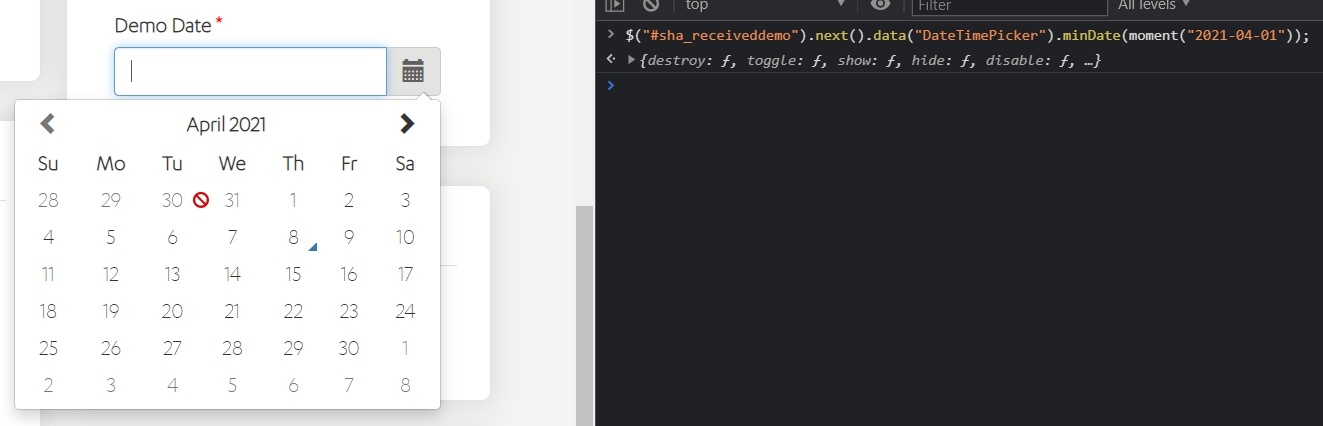 Demo Date *
April 2021
Su Mo Tu We Th Fr Sa
28 29 30 31 1 2 3
4 5 6 7 8 9 10
11 12 13 14 15 16 17
18 19 20 21 22 23 24
25 26 27 28 29 30 1
2 3 4 5 6 7 8
top Filter All levels
$("#sha_receiveddemo").next().data("DateTimePicker").minDate(moment("2021-04-01"));
{destroy: ƒ, toggle: ƒ, show: ƒ, hide: ƒ, disable: ƒ, …}